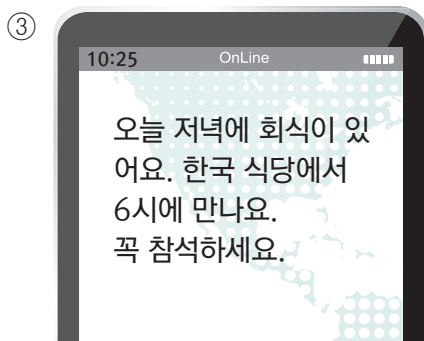 ③
10:25 OnLine
오늘 저녁에 회식이 있
어요. 한국 식당에서
6시에 만나요.
꼭 참석하세요.